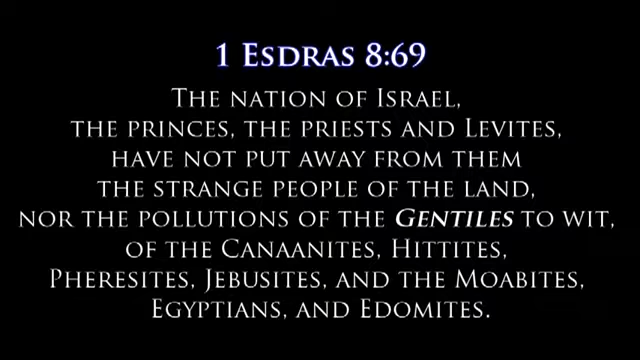 1 Esdras 8:69
The nation of Israel,
the princes, the priests and Levites,
have not put away from them
the strange people of the land,
nor the pollutions of the Gentiles to wit,
of the Canaanites, Hittites,
Pheresites, Jebusites, and the Moabites,
Egyptians, and Edomites.